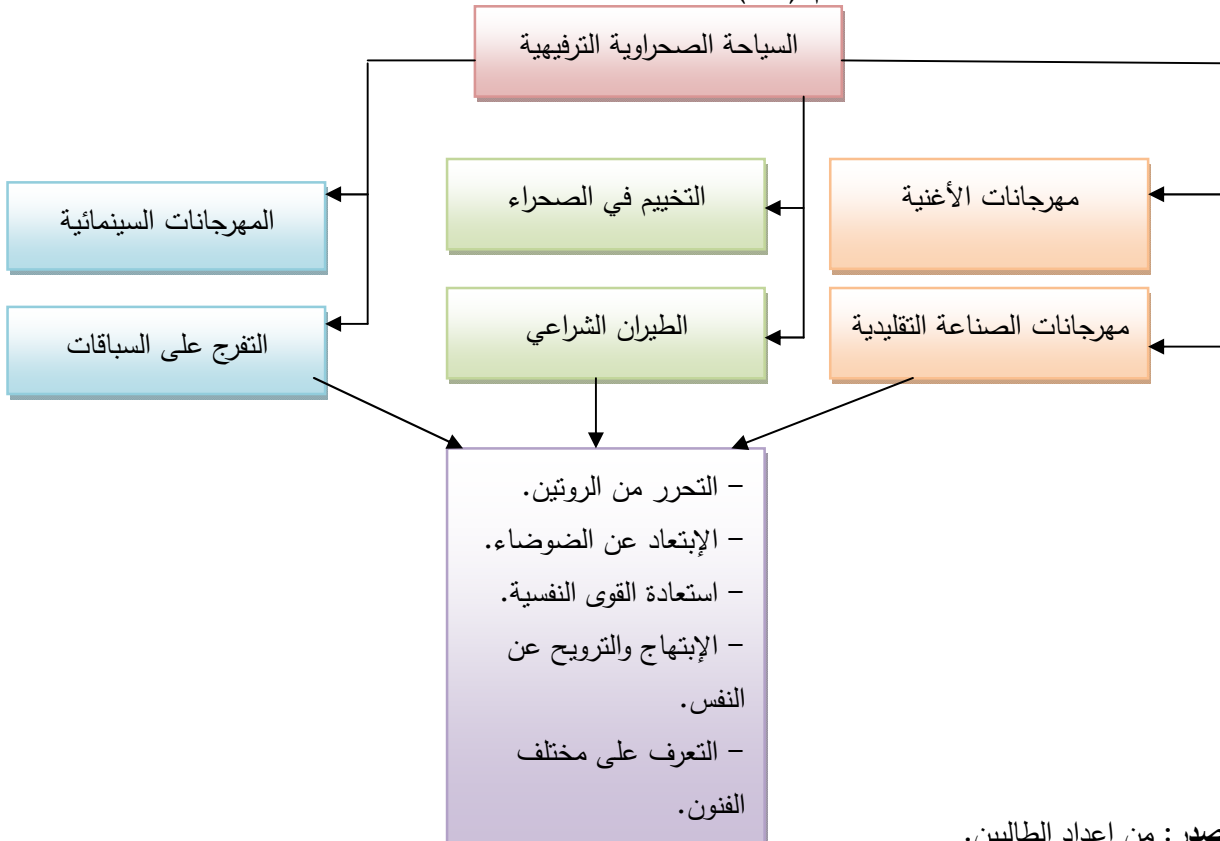 السياحة الصحراوية الترفيهية
مهرجانات الأغنية
التخييم في الصحراء
المهرجانات السينمائية
مهرجانات الصناعة التقليدية
الطيران الشراعي
التفرج على السباقات
– التحرر من الروتين.
– الإبتعاد عن الضوضاء.
– استعادة القوى النفسية.
– الإبتهاج والترويح عن
النفس.
– التعرف على مختلف
الفنون.
: من إعداد الطالبين.